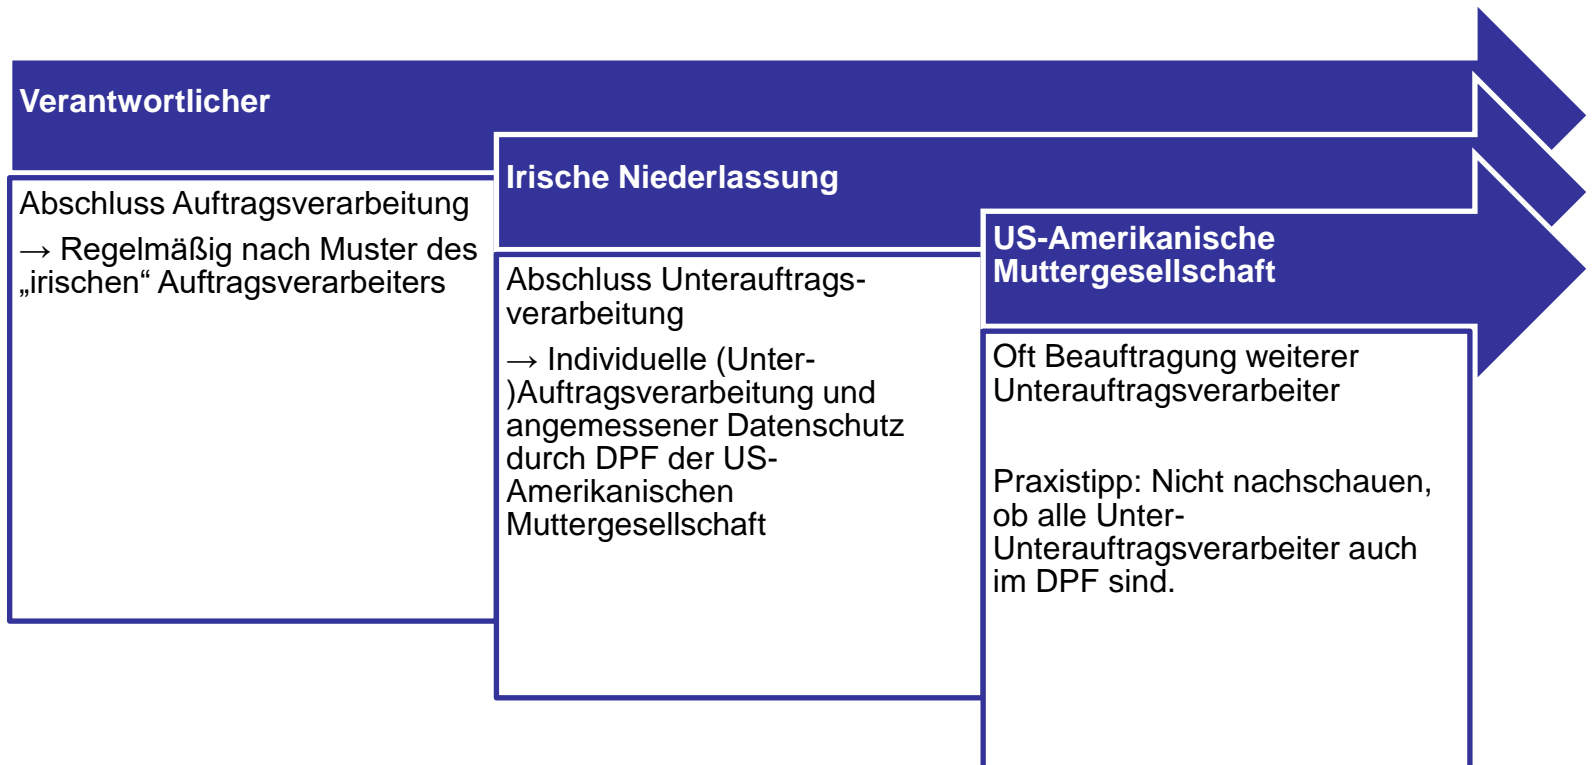 Verantwortlicher
Abschluss Auftragsverarbeitung
→ Regelmäßig nach Muster des
„irischen“ Auftragsverarbeiters
Irische Niederlassung
Abschluss Unterauftrags-
verarbeitung
→ Individuelle (Unter-
)Auftragsverarbeitung und
angemessener Datenschutz
durch DPF der US-
Amerikanischen
Muttergesellschaft
US-Amerikanische
Muttergesellschaft
Oft Beauftragung weiterer
Unterauftragsverarbeiter
Praxistipp: Nicht nachschauen,
ob alle Unter-
Unterauftragsverarbeiter auch
im DPF sind.